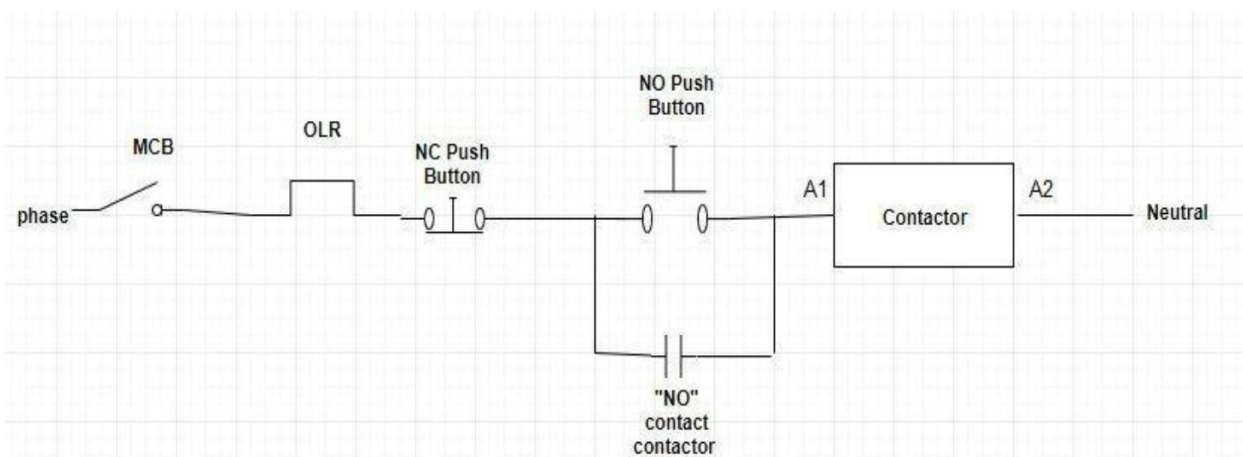 phase
MCB
OLR
NC Push
Button
NO Push
Button
A1
Contactor
A2
Neutral
"NO"
contact
contactor